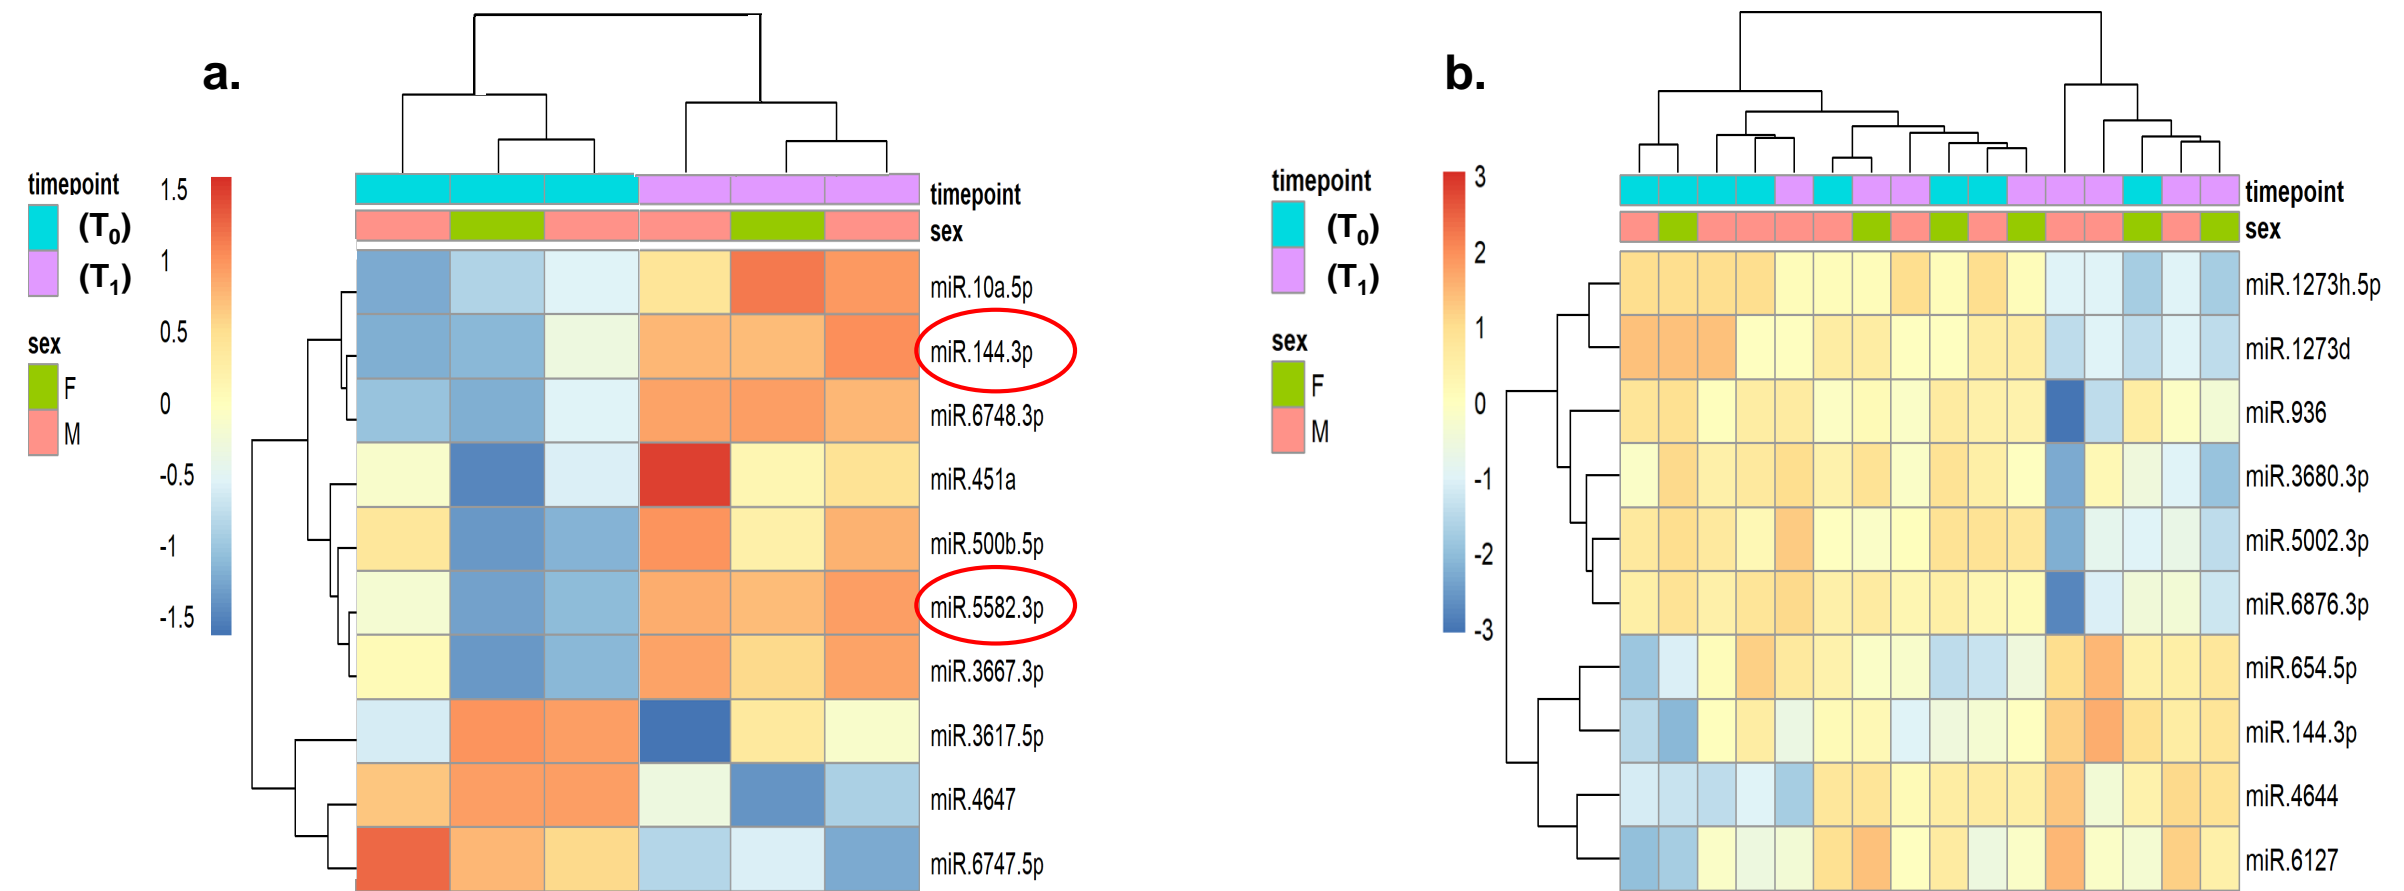 a.
timepoint
(T0)
(T1)
sex
F
M
1.5
1
0.5
0
-0.5
-1
-1.5
timepoint
sex
miR.10a.5p
miR.144.3p
miR.6748.3p
miR.451a
miR.500b.5p
miR.5582.3p
miR.3667.3p
miR.3617.5p
miR.4647
miR.6747.5p
b.
timepoint
(T0)
(T1)
sex
F
M
3
2
1
0
-1
-2
-3
timepoint
sex
miR.1273h.5p
miR.1273d
miR.936
miR.3680.3p
miR.5002.3p
miR.6876.3p
miR.654.5p
miR.144.3p
miR.4644
miR.6127